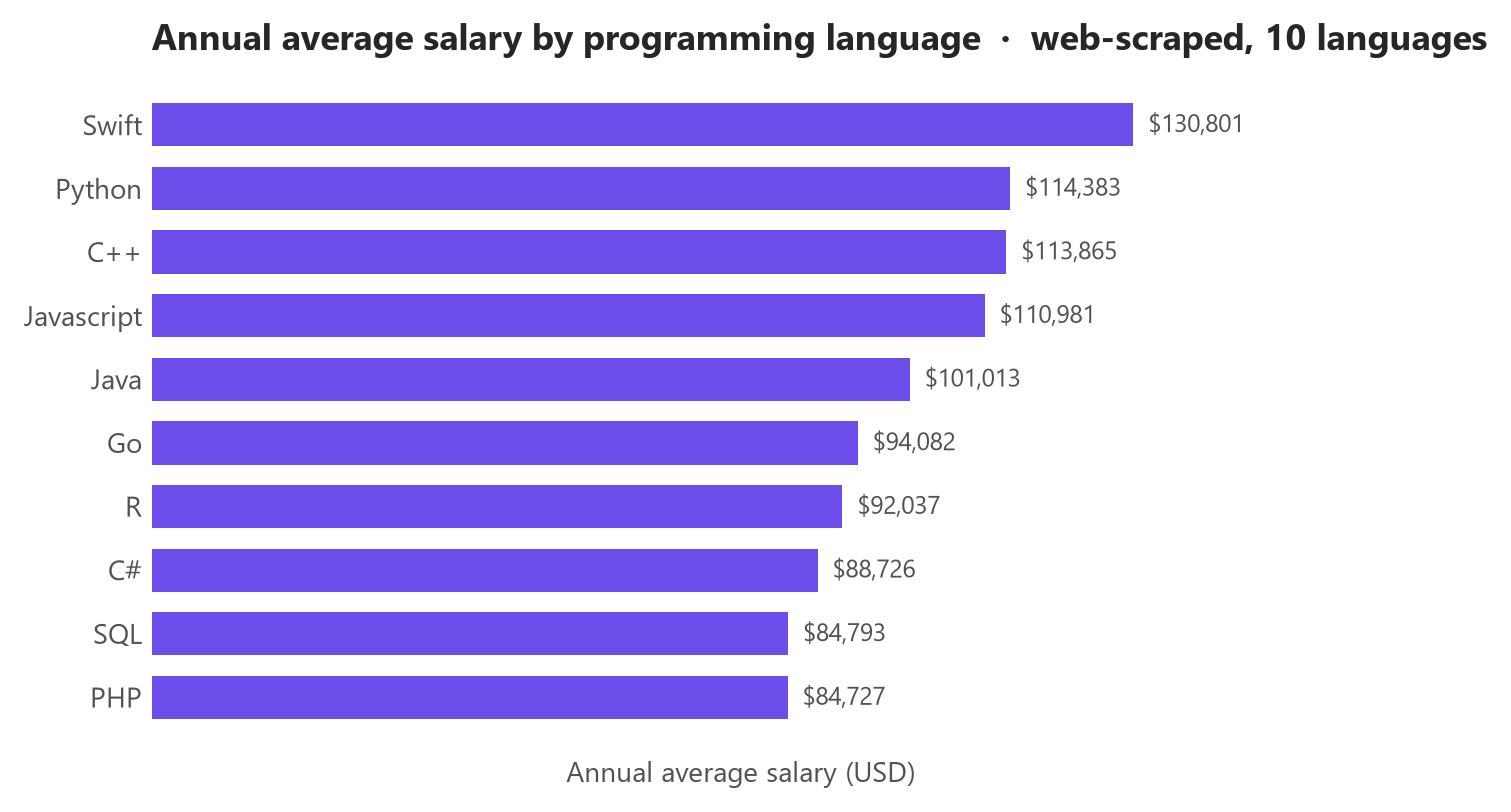 Annual average salary by programming language · web-scraped, 10 languages
Swift $130,801
Python $114,383
C++ $113,865
Javascript $110,981
Java $101,013
Go $94,082
R $92,037
C# $88,726
SQL $84,793
PHP $84,727
Annual average salary (USD)